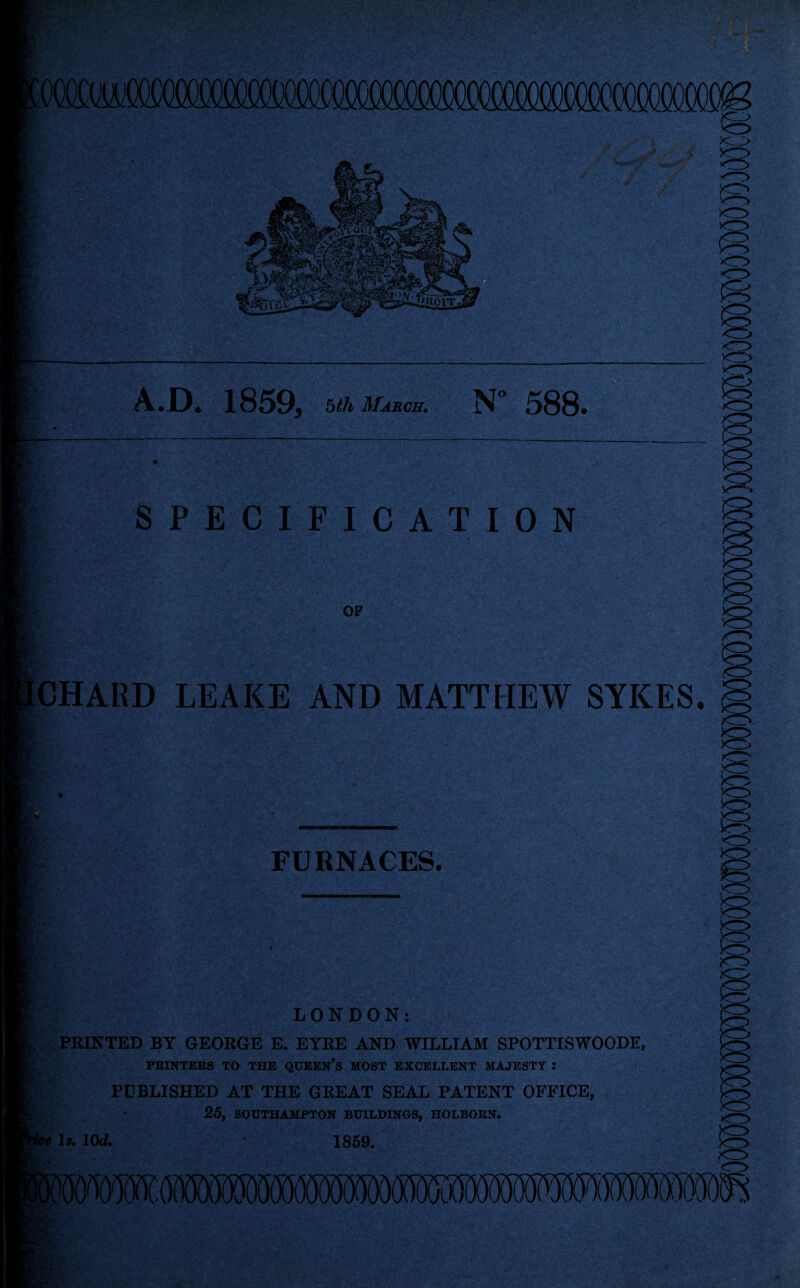 199
A.D. 1859, 5th MARCH. N° 588.
SPECIFICATION
OF
ICHARD LEAKE AND MATTHEW SYKES.
FURNACES.
LONDON:
PRINTED BY GEORGE E. EYRE AND WILLIAM SPOTTISWOODE,
PRINTERS TO THE QUEEN'S MOST EXCELLENT MAJESTY:
PUBLISHED AT THE GREAT SEAL PATENT OFFICE,
25, SOUTHAMPTON BUILDINGS, HOLBORN.
ice 1s. 10d. 1859.